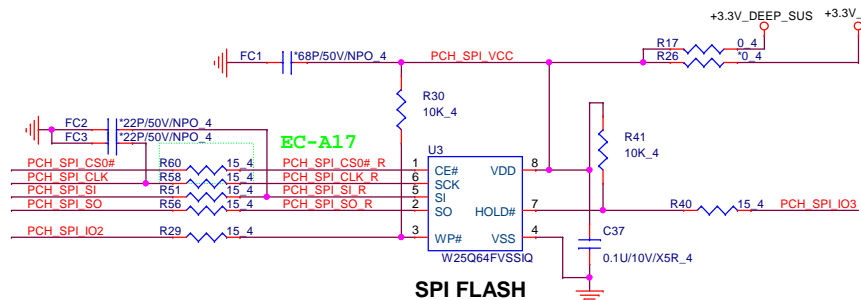 +3.3V_DEEP_SUS +3.3V_
FC1 *68P/50V/NPO_4 PCH_SPI_VCC R17 0_4
R26 *0_4
R30
10K_4
FC2 *22P/50V/NPO_4
FC3 *22P/50V/NPO_4
EC-A17
R41
10K_4
U3
PCH_SPI_CS0# R60 15_4 PCH_SPI_CS0#_R 1 CE# VDD 8
PCH_SPI_CLK R58 15_4 PCH_SPI_CLK_R 6 SCK
PCH_SPI_SI R51 15_4 PCH_SPI_SI_R 5 SI
PCH_SPI_SO R56 15_4 PCH_SPI_SO_R 2 SO HOLD# 7 R40 15_4 PCH_SPI_IO3
PCH_SPI_IO2 R29 15_4 3 WP# VSS 4
C37
0.1U/10V/X5R_4
W25Q64FVSSIQ
SPI FLASH